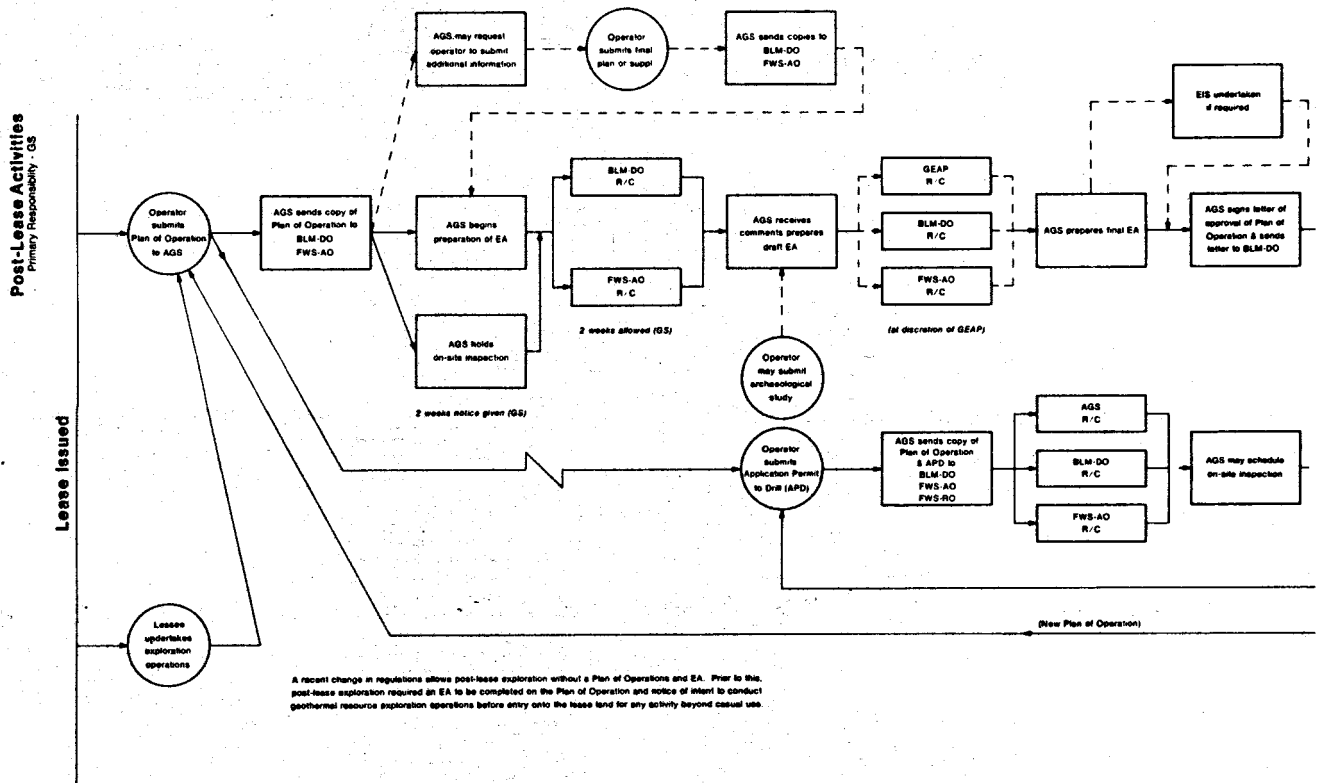 Post-Lease Activities
Primary Responsibility - GS
Lease Issued
AGS may request
operator to submit
additional information
Operator
submits final
plan or suppl
AGS sends copies to
BLM-DO
FWS-AO
EIS undertaken
if required
Operator
submits
Plan of Operation
to AGS
AGS sends copy of
Plan of Operation to
BLM-DO
FWS-AO
AGS begins
preparation of EA
BLM-DO
R/C
FWS-AO
R/C
2 weeks allowed (GS)
AGS holds
on-site inspection
2 weeks notice given (GS)
AGS receives
comments prepares
draft EA
Operator
may submit
archaeological
study
GEAP
R/C
BLM-DO
R/C
FWS-AO
R/C
(at discretion of GEAP)
AGS prepares final EA
AGS signs letter of
approval of Plan of
Operation & sends
letter to BLM-DO
Operator
submits
Application Permit
to Drill (APD)
AGS sends copy of
Plan of Operation
& APD to
BLM-DO
FWS-AO
FWS-RO
AGS
R/C
BLM-DO
R/C
FWS-AO
R/C
AGS may schedule
on-site inspection
(New Plan of Operation)
Lessee
undertakes
exploration
operations
A recent change in regulations allows post-lease exploration without a Plan of Operations and EA. Prior to this,
post-lease exploration required an EA to be completed on the Plan of Operation and notice of intent to conduct
geothermal resource exploration operations before entry onto the lease land for any activity beyond casual use.